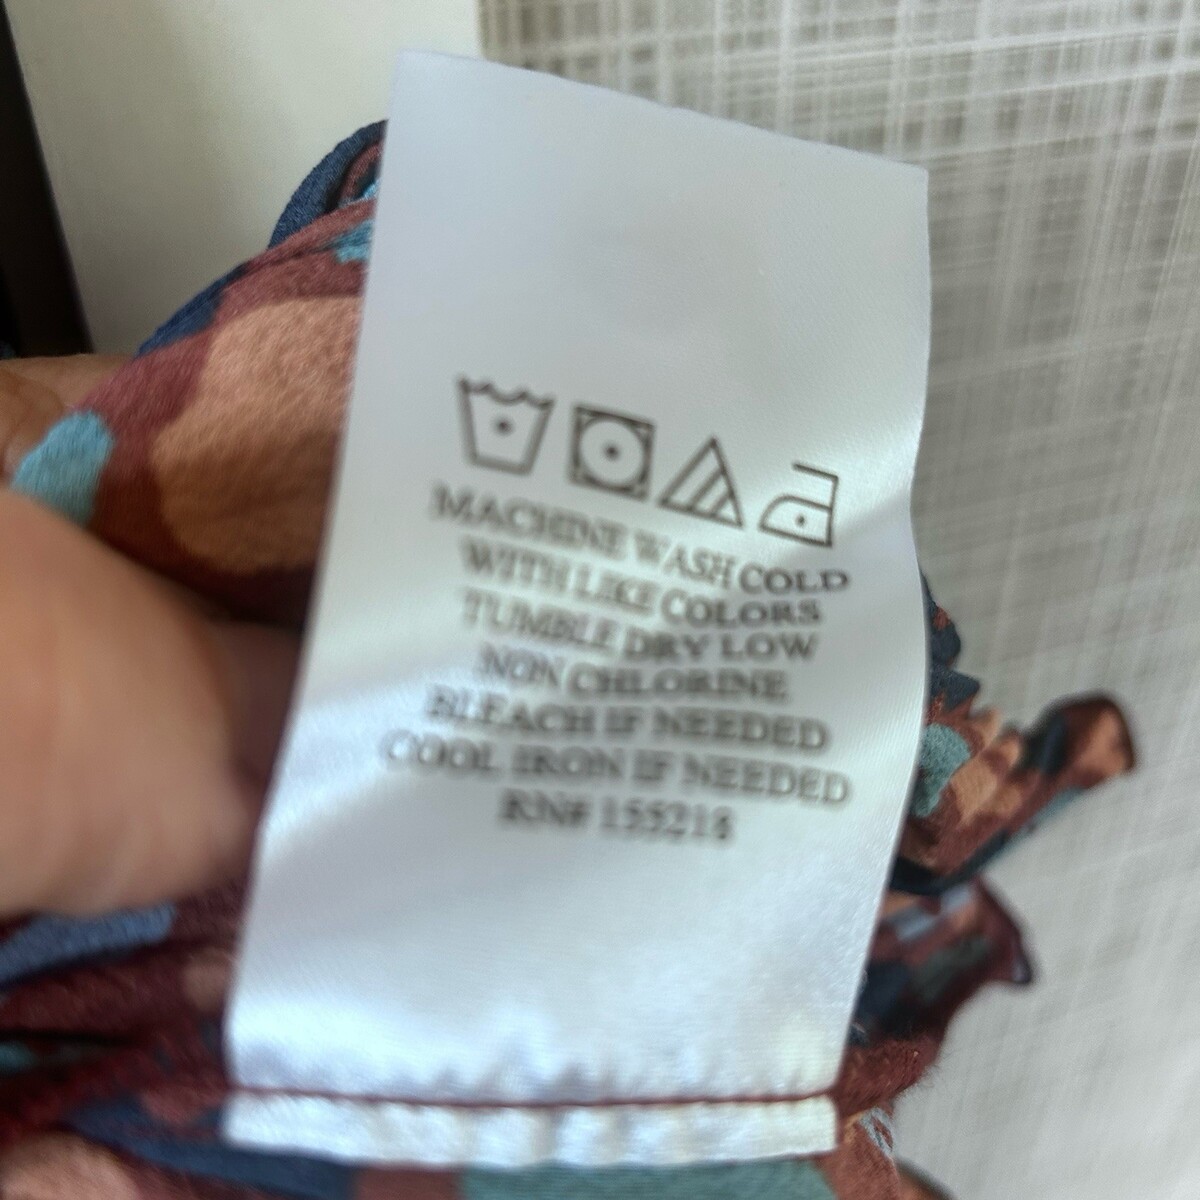 MACHINE WASH COLD
WITH LIKE COLORS
TUMBLE DRY LOW
NON CHLORINE
BLEACH IF NEEDED
COOL IRON IF NEEDED
RN# 155218